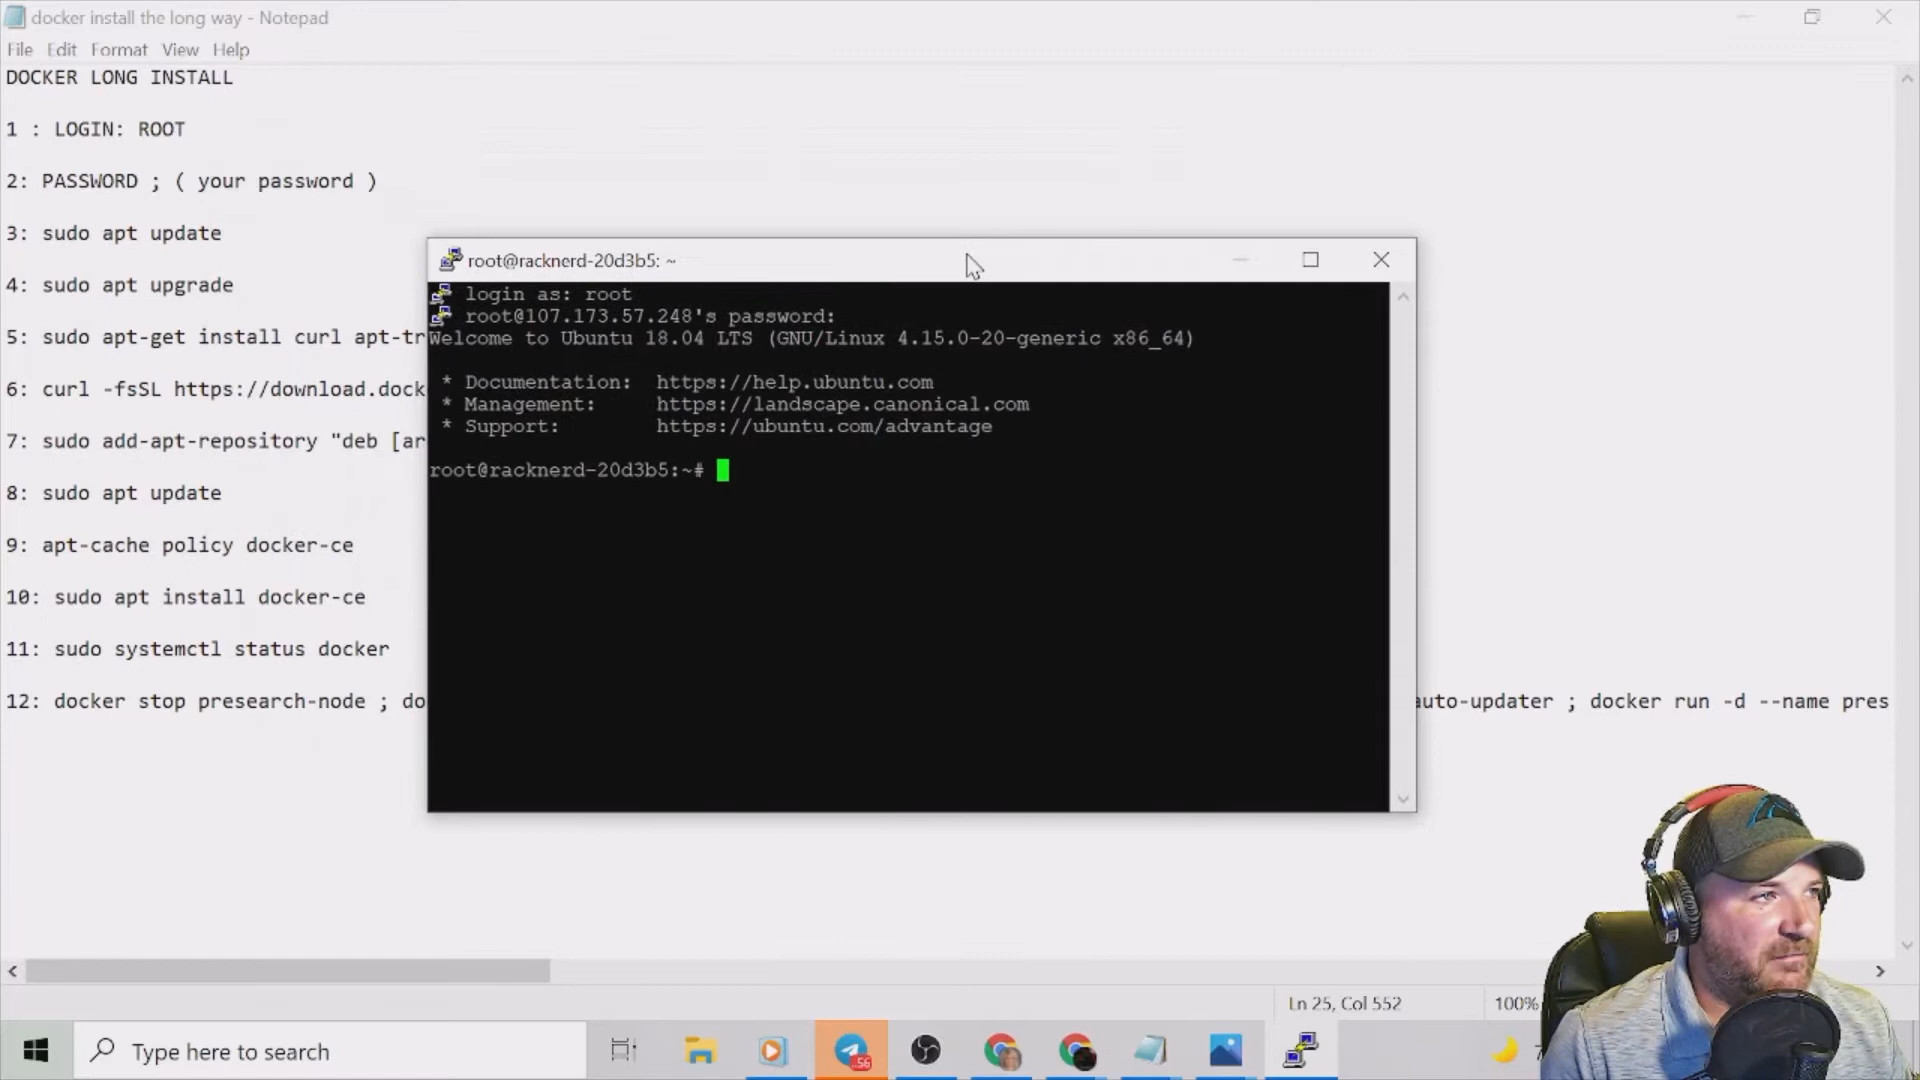 docker install the long way - Notepad
File Edit Format View Help
DOCKER LONG INSTALL
1 : LOGIN: ROOT
2: PASSWORD ; ( your password )
3: sudo apt update
4: sudo apt upgrade
5: sudo apt-get install curl apt-tr
6: curl -fsSL https://download.dock
7: sudo add-apt-repository "deb [ar
8: sudo apt update
9: apt-cache policy docker-ce
10: sudo apt install docker-ce
11: sudo systemctl status docker
12: docker stop presearch-node ; do
auto-updater ; docker run -d --name pres
root@racknerd-20d3b5: ~
login as: root
root@107.173.57.248's password:
Welcome to Ubuntu 18.04 LTS (GNU/Linux 4.15.0-20-generic x86_64)
* Documentation: https://help.ubuntu.com
* Management: https://landscape.canonical.com
* Support: https://ubuntu.com/advantage
root@racknerd-20d3b5:~#
Ln 25, Col 552
100%
Type here to search
56